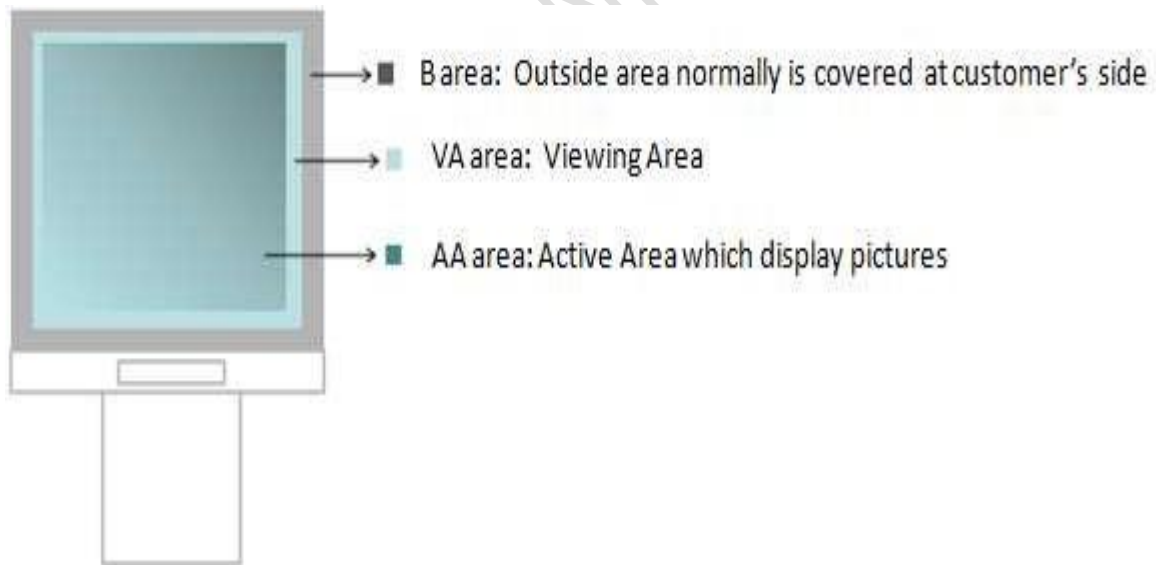 B area: Outside area normally is covered at customer's side
VA area: Viewing Area
AA area: Active Area which display pictures